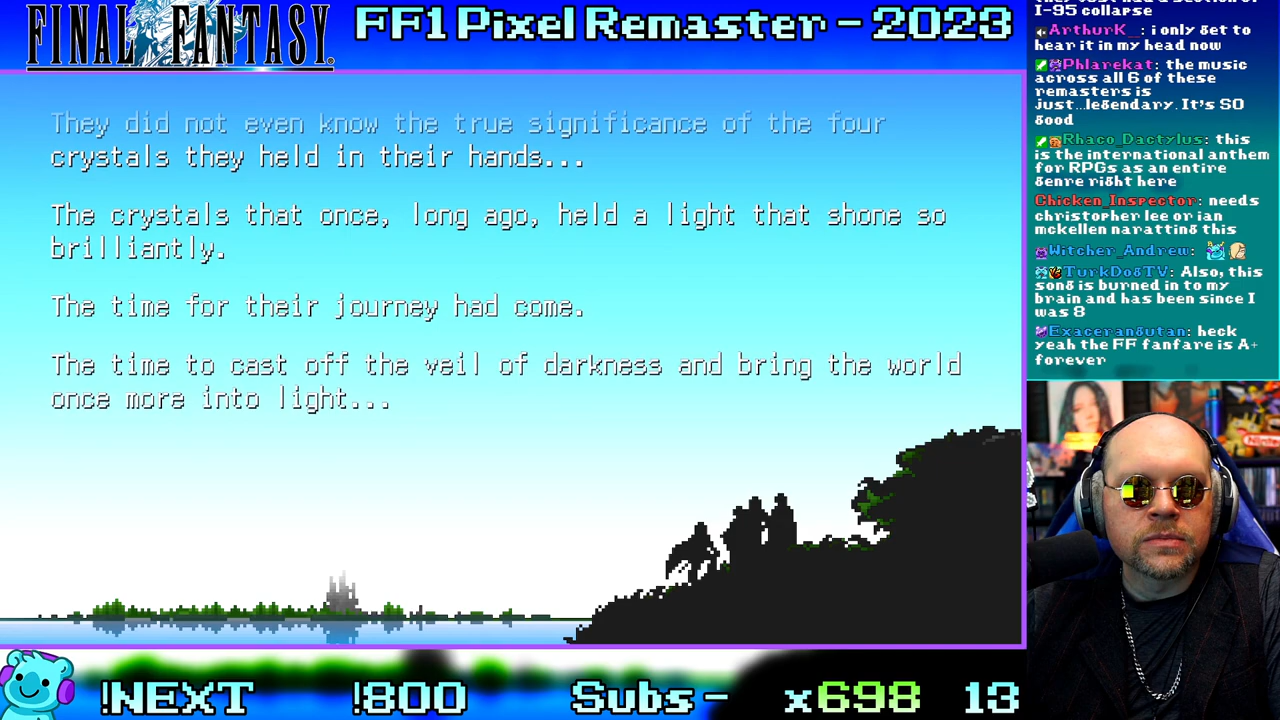 FINAL FANTASY
FF1 Pixel Remaster - 2023
They did not even know the true significance of the four
crystals they held in their hands...
The crystals that once, long ago, held a light that shone so
brilliantly.
The time for their journey had come.
The time to cast off the veil of darkness and bring the world
once more into light...
I-95 collapse
ArthurK_: i only get to
hear it in my head now
Phlarekat: the music
across all 6 of these
remasters is
just...legendary. It's SO
good
Rhaco_Dactylus: this
is the international anthem
for RPGs as an entire
genre right here
Chicken_Inspector: needs
christopher lee or ian
mckellen naratting this
Witcher_Andrew:
TurkDogTV: Also, this
song is burned in to my
brain and has been since I
was 8
Exacerangutan: heck
yeah the FF fanfare is A+
forever
!NEXT !800 Subs- x698 13